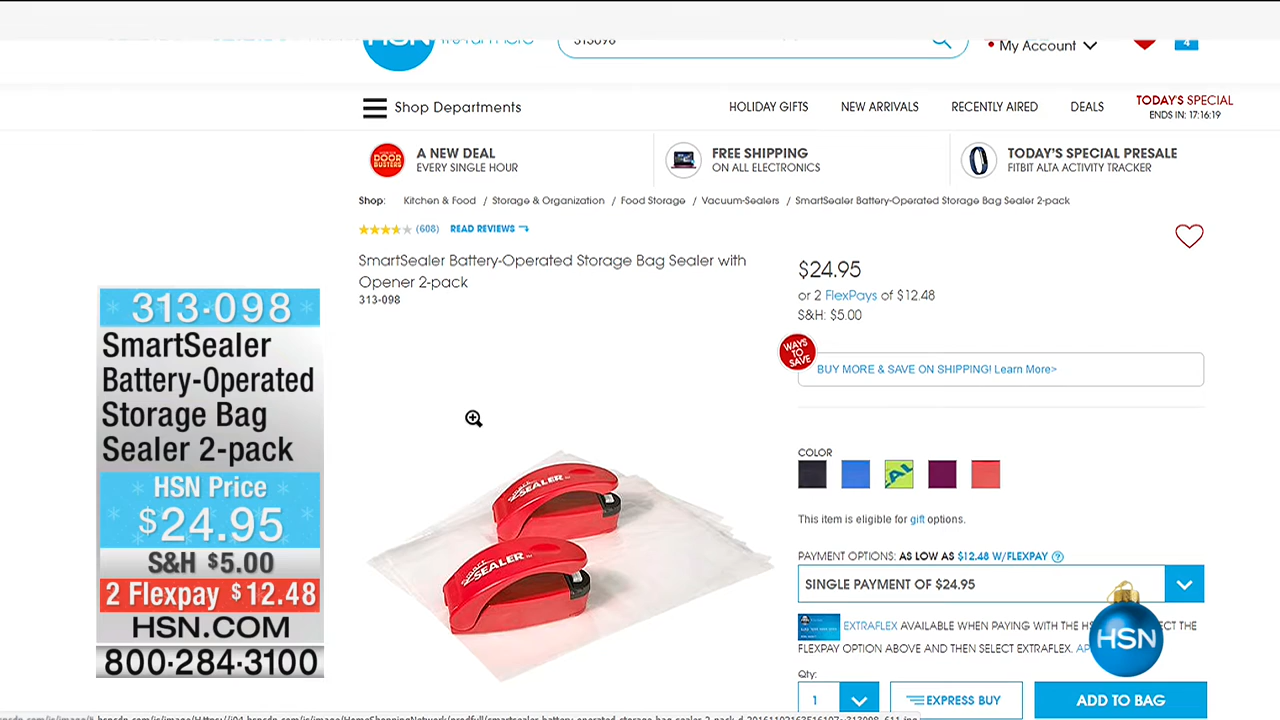 HSN
313098
My Account
4
Shop Departments
HOLIDAY GIFTS
NEW ARRIVALS
RECENTLY AIRED
DEALS
TODAY'S SPECIAL
ENDS IN: 17:16:19
DOOR
BUSTERS
A NEW DEAL
EVERY SINGLE HOUR
FREE SHIPPING
ON ALL ELECTRONICS
TODAY'S SPECIAL PRESALE
FITBIT ALTA ACTIVITY TRACKER
Shop: Kitchen & Food / Storage & Organization / Food Storage / Vacuum-Sealers / SmartSealer Battery-Operated Storage Bag Sealer 2-pack
(608) READ REVIEWS
SmartSealer Battery-Operated Storage Bag Sealer with
Opener 2-pack
313-098
$24.95
or 2 FlexPays of $12.48
S&H: $5.00
WAYS
TO
SAVE
BUY MORE & SAVE ON SHIPPING! Learn More>
COLOR
This item is eligible for gift options.
PAYMENT OPTIONS: AS LOW AS $12.48 W/FLEXPAY ?
SINGLE PAYMENT OF $24.95
EXTRAFLEX AVAILABLE WHEN PAYING WITH THE
FLEXPAY OPTION ABOVE AND THEN SELECT EXTRAFLEX.
HSN
Qty:
1
EXPRESS BUY
ADD TO BAG
SMART SEALER
SMART SEALER
313-098
SmartSealer
Battery-Operated
Storage Bag
Sealer 2-pack
HSN Price
$24.95
S&H $5.00
2 Flexpay $12.48
HSN.COM
800-284-3100